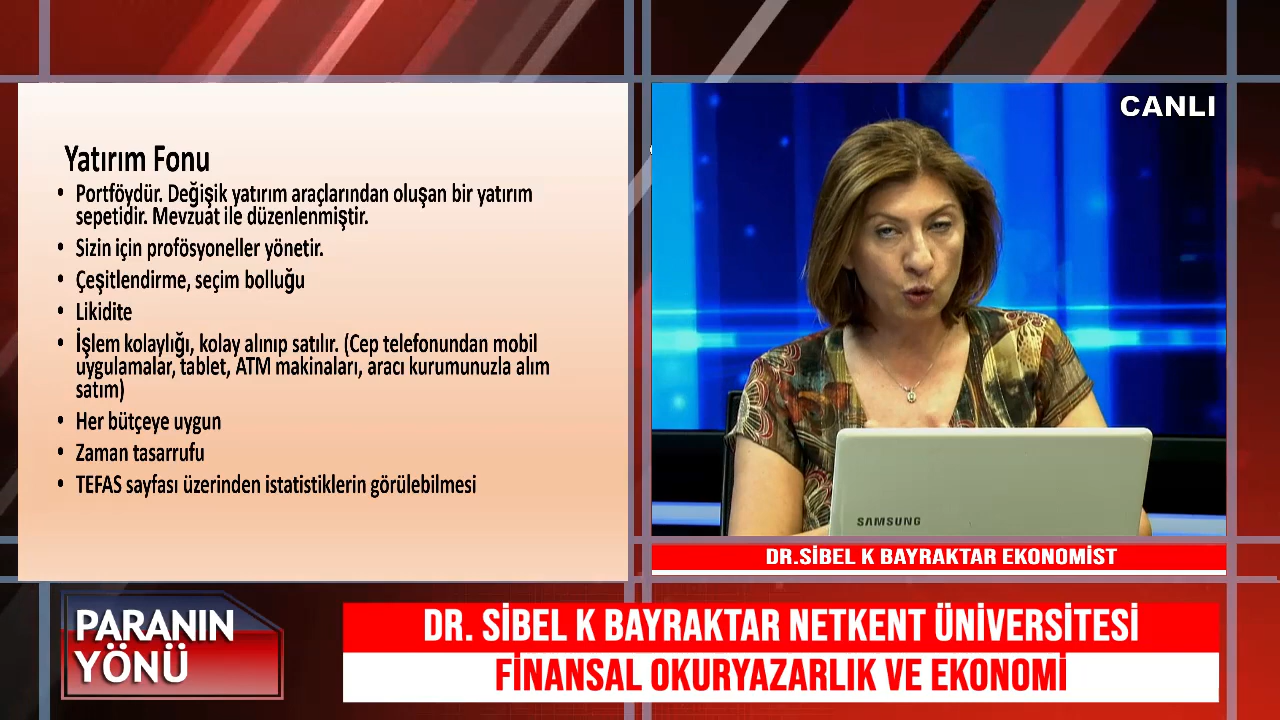 CANLI
Yatırım Fonu
• Portföydür. Değişik yatırım araçlarından oluşan bir yatırım
sepetidir. Mevzuat ile düzenlenmiştir.
• Sizin için profösyoneller yönetir.
• Çeşitlendirme, seçim bolluğu
• Likidite
• İşlem kolaylığı, kolay alınıp satılır. (Cep telefonundan mobil
uygulamalar, tablet, ATM makinaları, aracı kurumunuzla alım
satım)
• Her bütçeye uygun
• Zaman tasarrufu
• TEFAS sayfası üzerinden istatistiklerin görülebilmesi
SAMSUNG
DR.SİBEL K BAYRAKTAR EKONOMİST
PARANIN
YÖNÜ
DR. SİBEL K BAYRAKTAR NETKENT ÜNİVERSİTESİ
FİNANSAL OKURYAZARLIK VE EKONOMİ